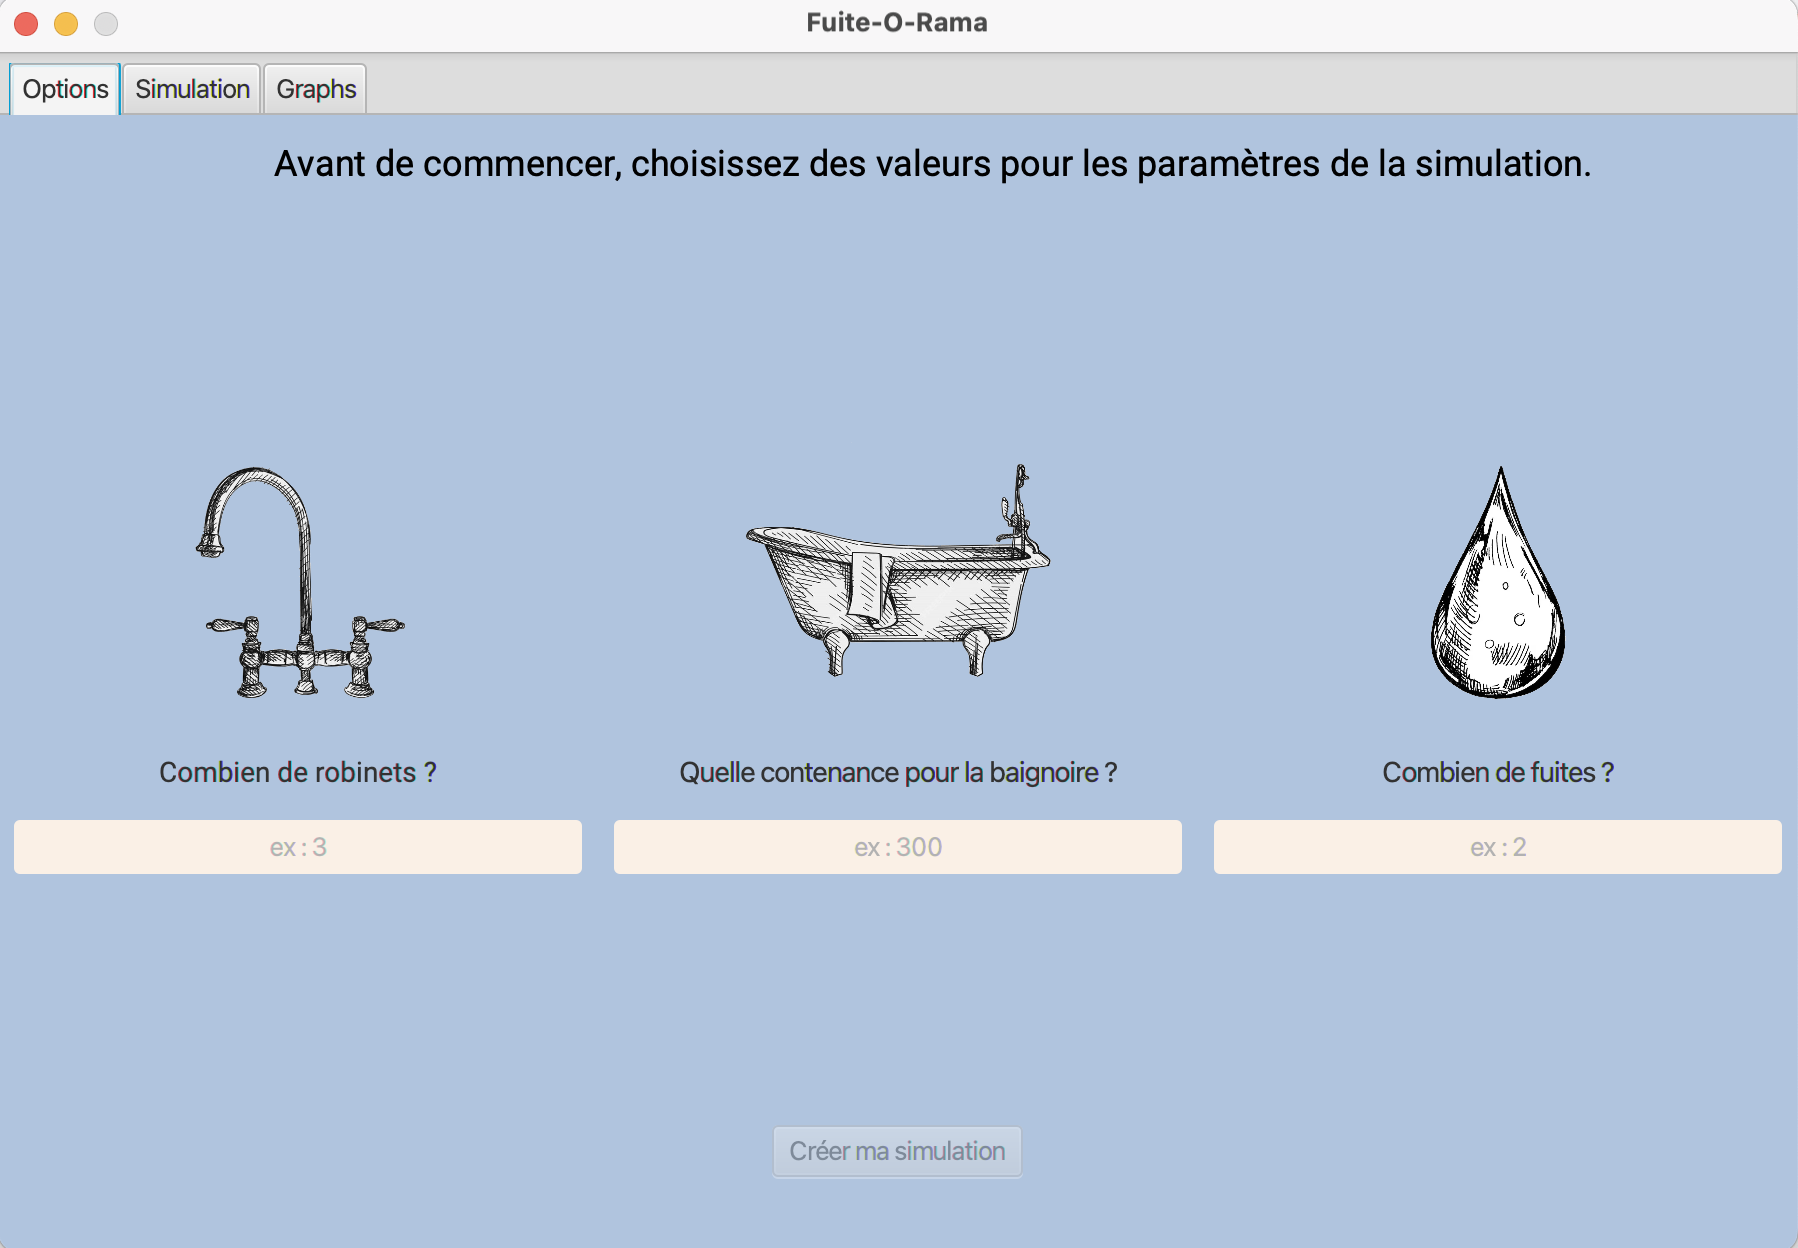 Fuite-O-Rama
Options Simulation Graphs
Avant de commencer, choisissez des valeurs pour les paramètres de la simulation.
Combien de robinets ? Quelle contenance pour la baignoire ? Combien de fuites ?
ex : 3 ex : 300 ex : 2
Créer ma simulation